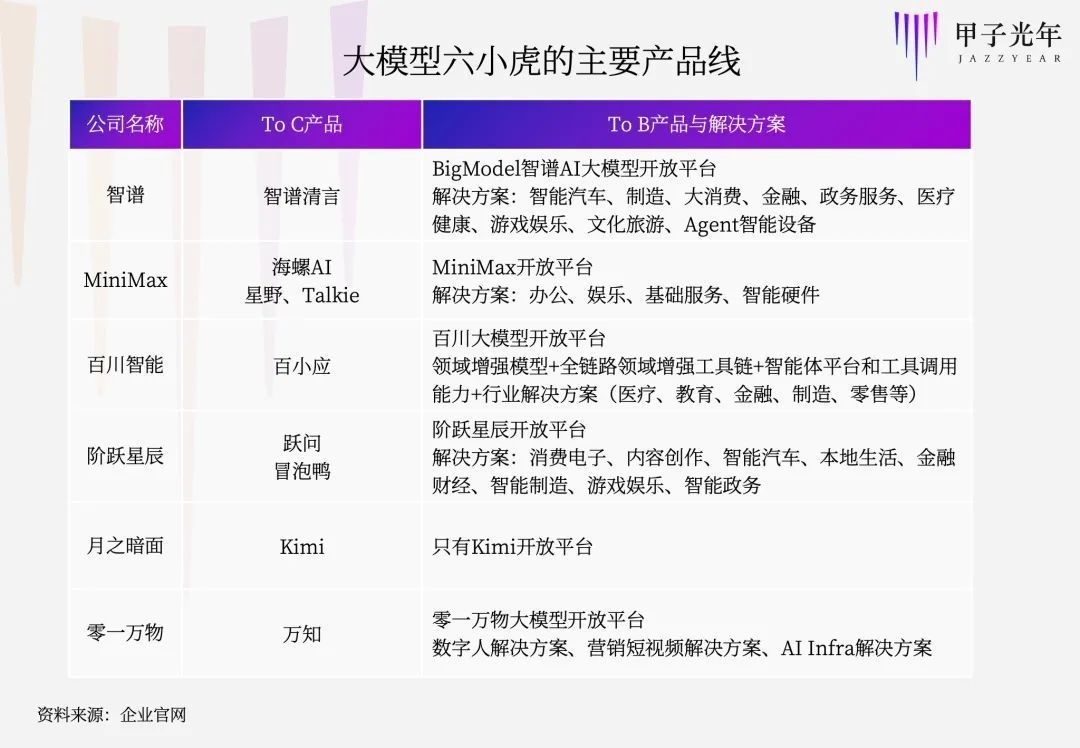 甲子光年
JAZZYEAR
大模型六小虎的主要产品线
公司名称 To C产品 To B产品与解决方案
智谱
智谱清言
BigModel智谱AI大模型开放平台
解决方案：智能汽车、制造、大消费、金融、政务服务、医疗
健康、游戏娱乐、文化旅游、Agent智能设备
MiniMax
海螺AI
星野、Talkie
MiniMax开放平台
解决方案：办公、娱乐、基础服务、智能硬件
百川智能
百小应
百川大模型开放平台
领域增强模型+全链路领域增强工具链+智能体平台和工具调用
能力+行业解决方案（医疗、教育、金融、制造、零售等）
阶跃星辰
跃问
冒泡鸭
阶跃星辰开放平台
解决方案：消费电子、内容创作、智能汽车、本地生活、金融
财经、智能制造、游戏娱乐、智能政务
月之暗面
Kimi
只有Kimi开放平台
零一万物
万知
零一万物大模型开放平台
数字人解决方案、营销短视频解决方案、AI Infra解决方案
资料来源：企业官网